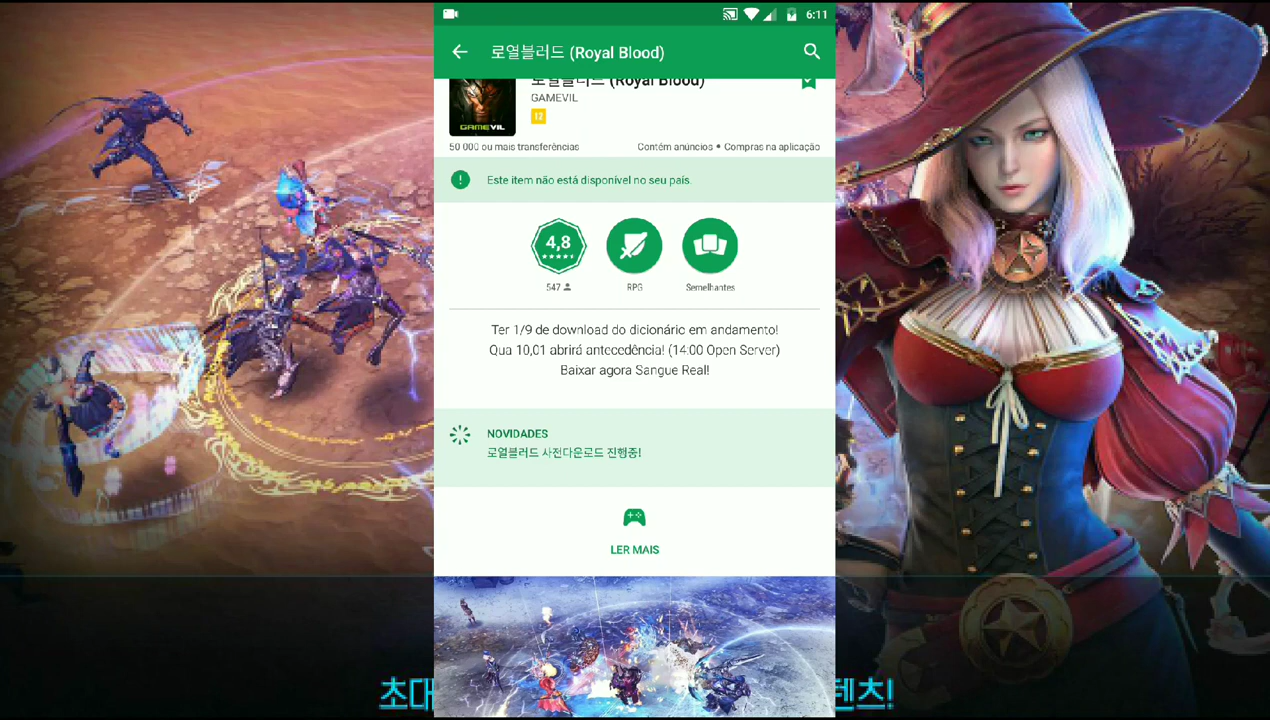 6:11
로열블러드 (Royal Blood)
로열블러드 (Royal Blood)
GAMEVIL
GAMEVIL
12
50 000 ou mais transferências
Contém anúncios • Compras na aplicação
Este item não está disponível no seu país.
4,8
547
RPG
Semelhantes
Ter 1/9 de download do dicionário em andamento!
Qua 10,01 abrirá antecedência! (14:00 Open Server)
Baixar agora Sangue Real!
NOVIDADES
로열블러드 사전다운로드 진행중!
LER MAIS
초대
텐츠!